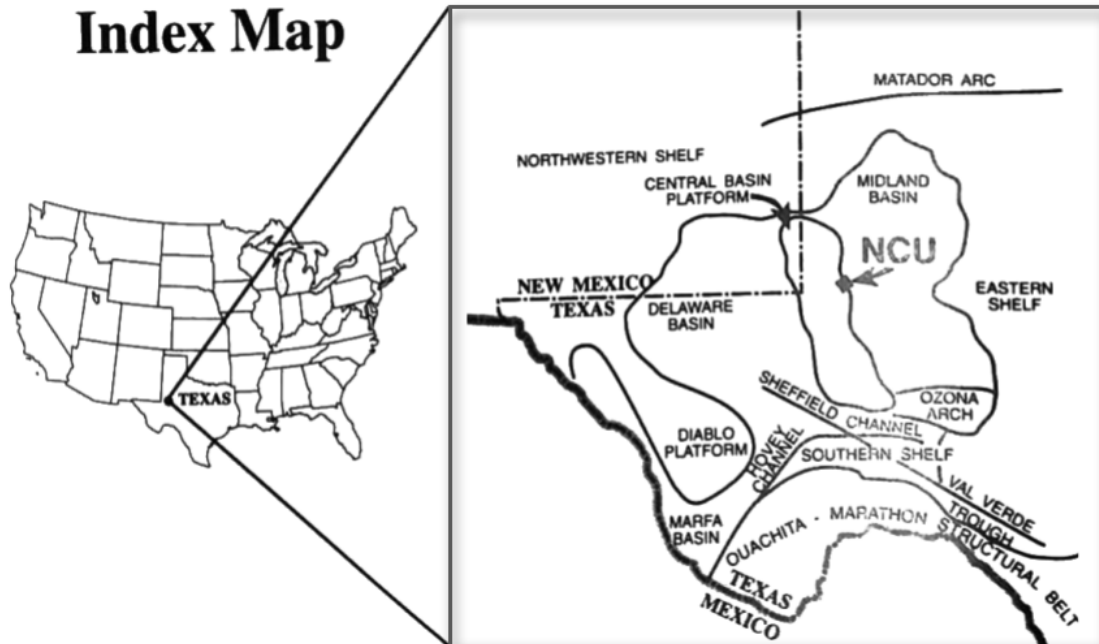 Index Map
TEXAS
MATADOR ARC
NORTHWESTERN SHELF
CENTRAL BASIN
PLATFORM
MIDLAND
BASIN
NCU
NEW MEXICO
TEXAS
DELAWARE
BASIN
EASTERN
SHELF
SHEFFIELD CHANNEL
OZONA
ARCH
DIABLO
PLATFORM
HOVEY
CHANNEL
SOUTHERN SHELF
VAL VERDE
TROUGH
MARFA
BASIN
OUACHITA - MARATHON STRUCTURAL BELT
TEXAS
MEXICO